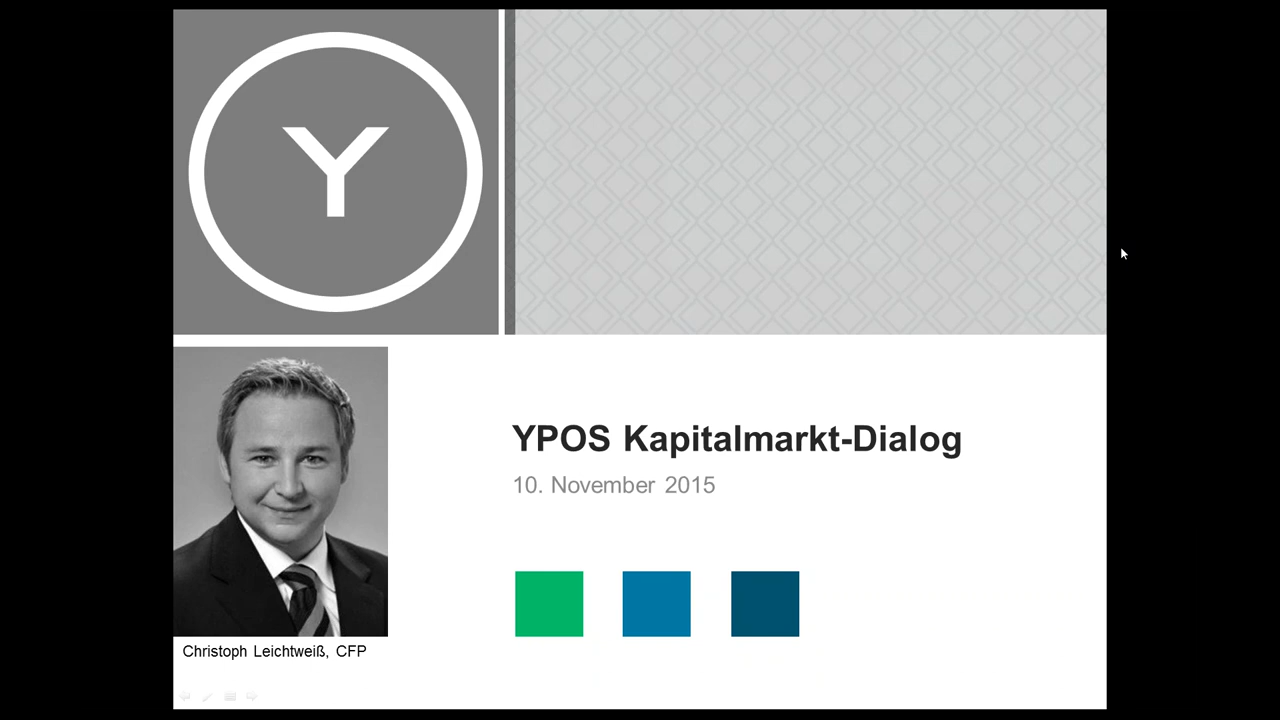 Y
YPOS Kapitalmarkt-Dialog
10. November 2015
Christoph Leichtweiß, CFP